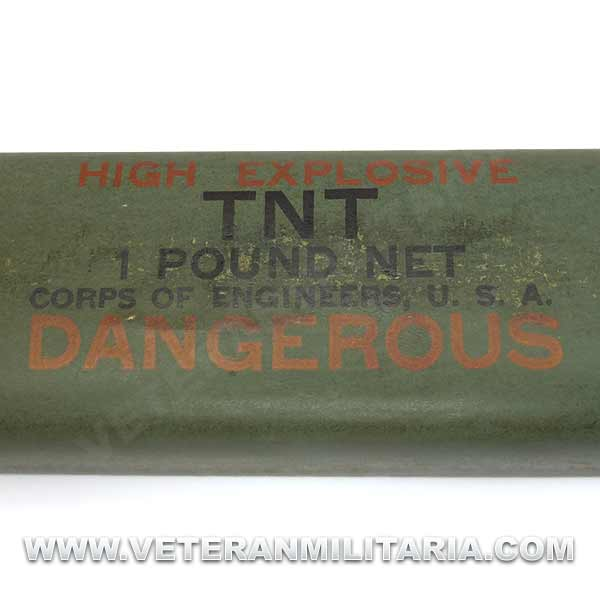 HIGH EXPLOSIVE
TNT
1 POUND NET
CORPS OF ENGINEERS, U. S. A.
DANGEROUS
WWW.VETERANMILITARIA.COM